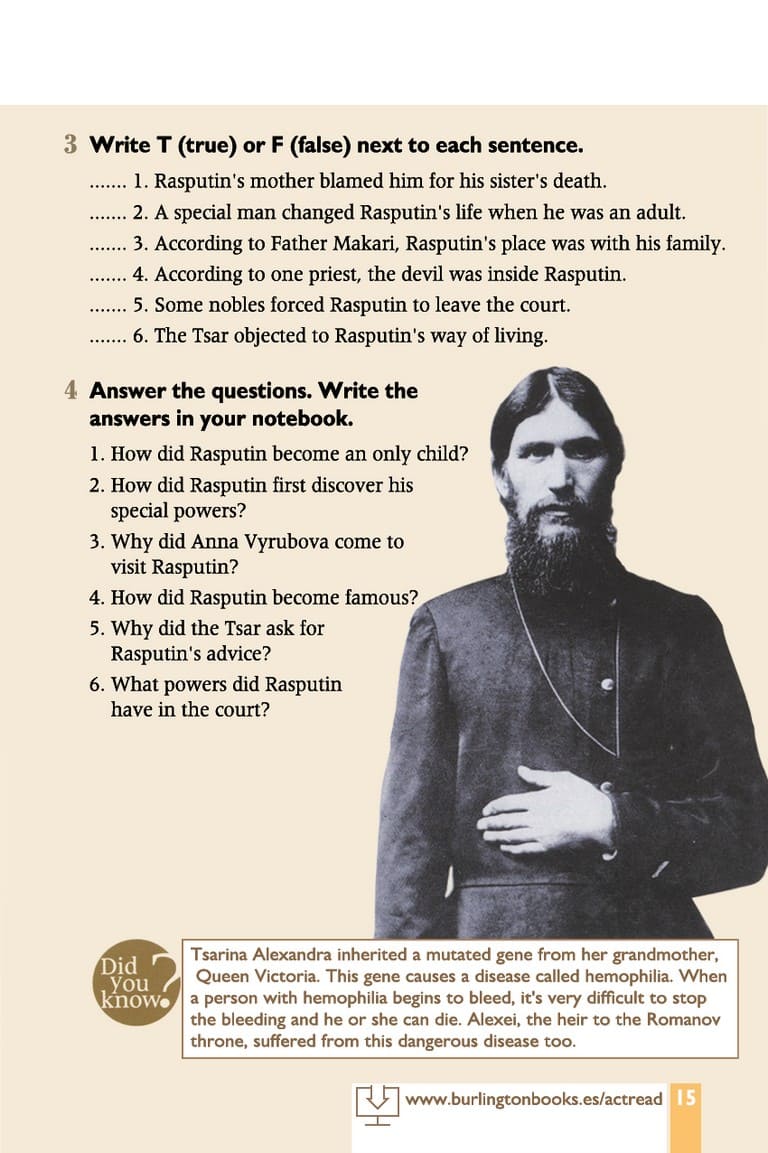 3 Write T (true) or F (false) next to each sentence.
....... 1. Rasputin's mother blamed him for his sister's death.
....... 2. A special man changed Rasputin's life when he was an adult.
....... 3. According to Father Makari, Rasputin's place was with his family.
....... 4. According to one priest, the devil was inside Rasputin.
....... 5. Some nobles forced Rasputin to leave the court.
....... 6. The Tsar objected to Rasputin's way of living.
4 Answer the questions. Write the
answers in your notebook.
1. How did Rasputin become an only child?
2. How did Rasputin first discover his
special powers?
3. Why did Anna Vyrubova come to
visit Rasputin?
4. How did Rasputin become famous?
5. Why did the Tsar ask for
Rasputin's advice?
6. What powers did Rasputin
have in the court?
Did
you
know?
Tsarina Alexandra inherited a mutated gene from her grandmother,
Queen Victoria. This gene causes a disease called hemophilia. When
a person with hemophilia begins to bleed, it's very difficult to stop
the bleeding and he or she can die. Alexei, the heir to the Romanov
throne, suffered from this dangerous disease too.
www.burlingtonbooks.es/actread 15